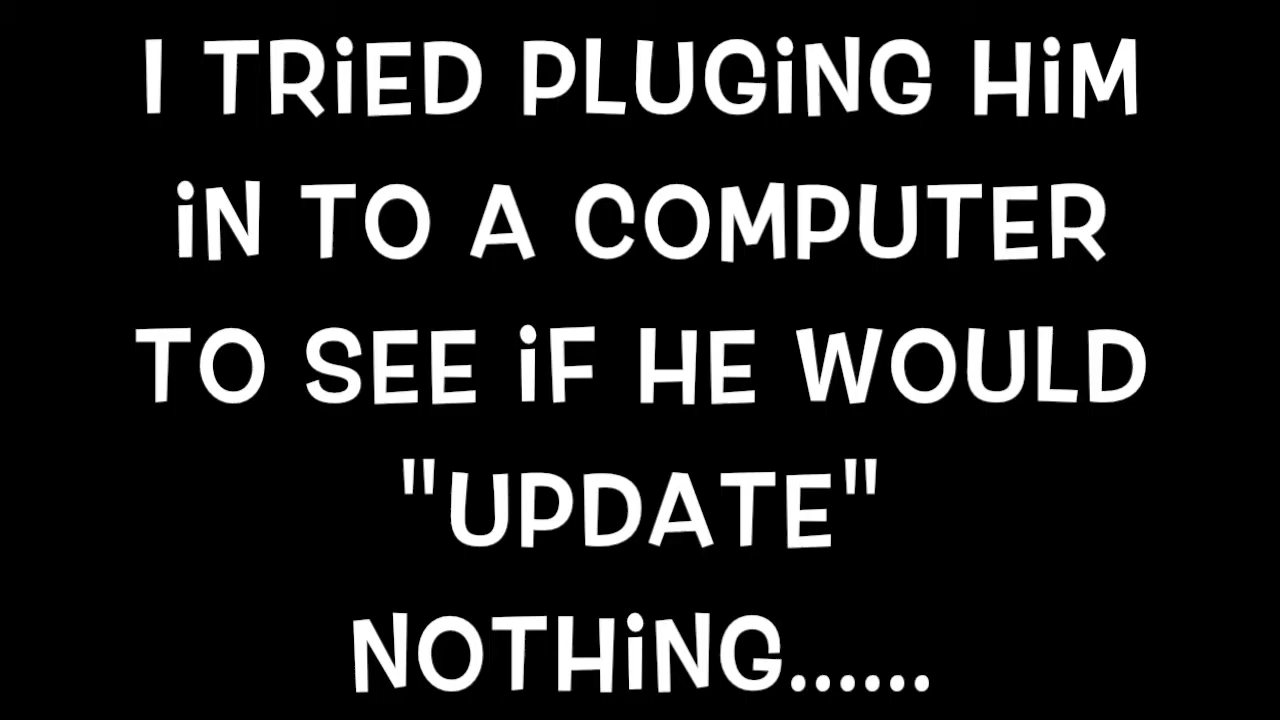 I TRiED PLUGiNG HiM
iN TO A COMPUTER
TO SEE iF HE WOULD
"UPDATE"
NOTHiNG......